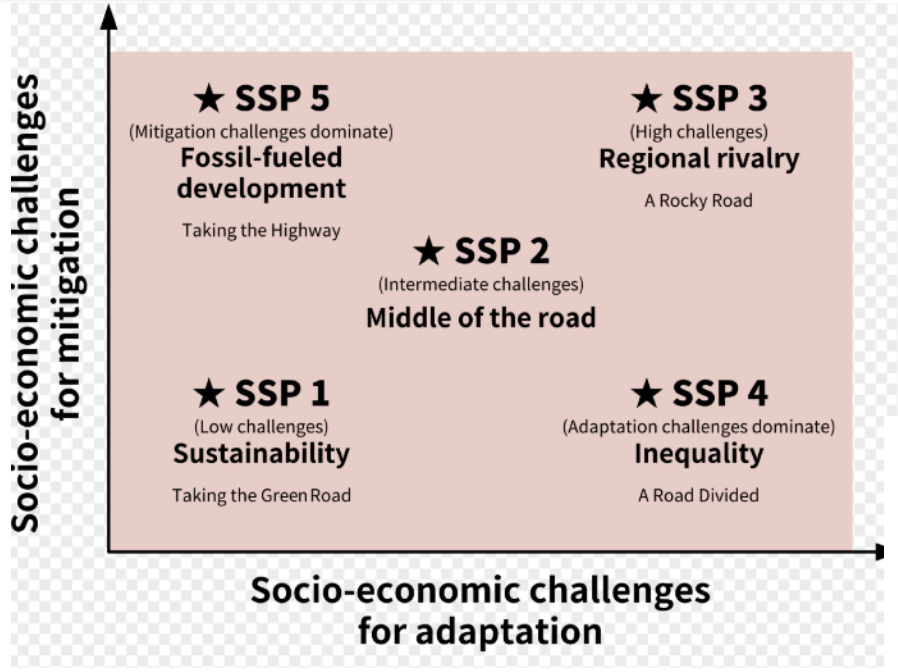 Socio-economic challenges
for mitigation
★ SSP 5
(Mitigation challenges dominate)
Fossil-fueled
development
Taking the Highway
★ SSP 3
(High challenges)
Regional rivalry
A Rocky Road
★ SSP 2
(Intermediate challenges)
Middle of the road
★ SSP 1
(Low challenges)
Sustainability
Taking the Green Road
★ SSP 4
(Adaptation challenges dominate)
Inequality
A Road Divided
Socio-economic challenges
for adaptation